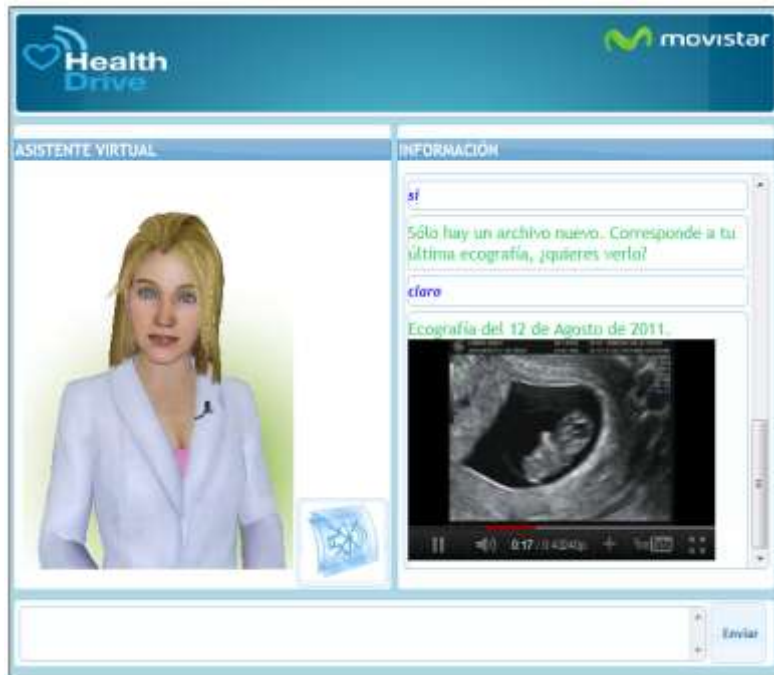 Health
Drive
movistar
ASISTENTE VIRTUAL
INFORMACIÓN
si
Sólo hay un archivo nuevo. Corresponde a tu
última ecografía, ¿quieres verlo?
claro
Ecografía del 12 de Agosto de 2011.
0:17
Enviar